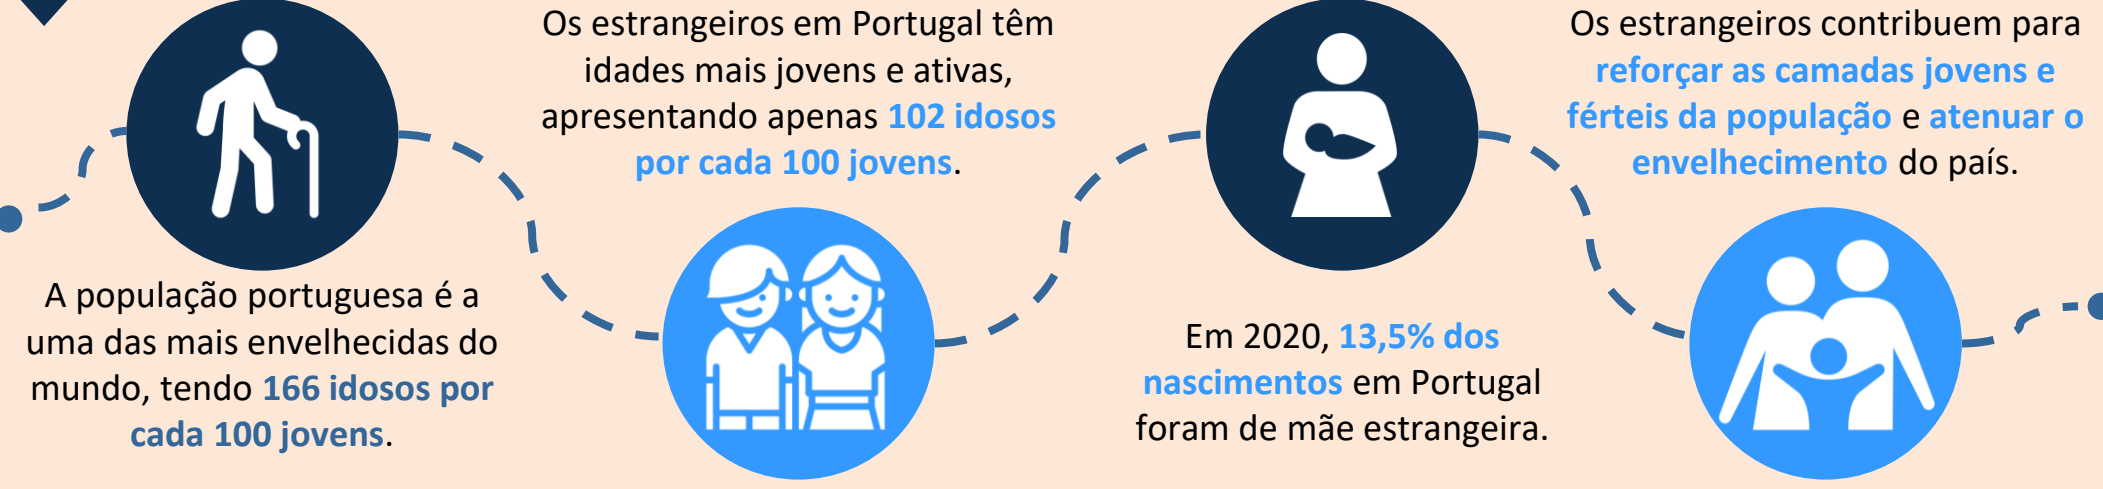 A população portuguesa é a
uma das mais envelhecidas do
mundo, tendo 166 idosos por
cada 100 jovens.
Os estrangeiros em Portugal têm
idades mais jovens e ativas,
apresentando apenas 102 idosos
por cada 100 jovens.
Em 2020, 13,5% dos
nascimentos em Portugal
foram de mãe estrangeira.
Os estrangeiros contribuem para
reforçar as camadas jovens e
férteis da população e atenuar o
envelhecimento do país.